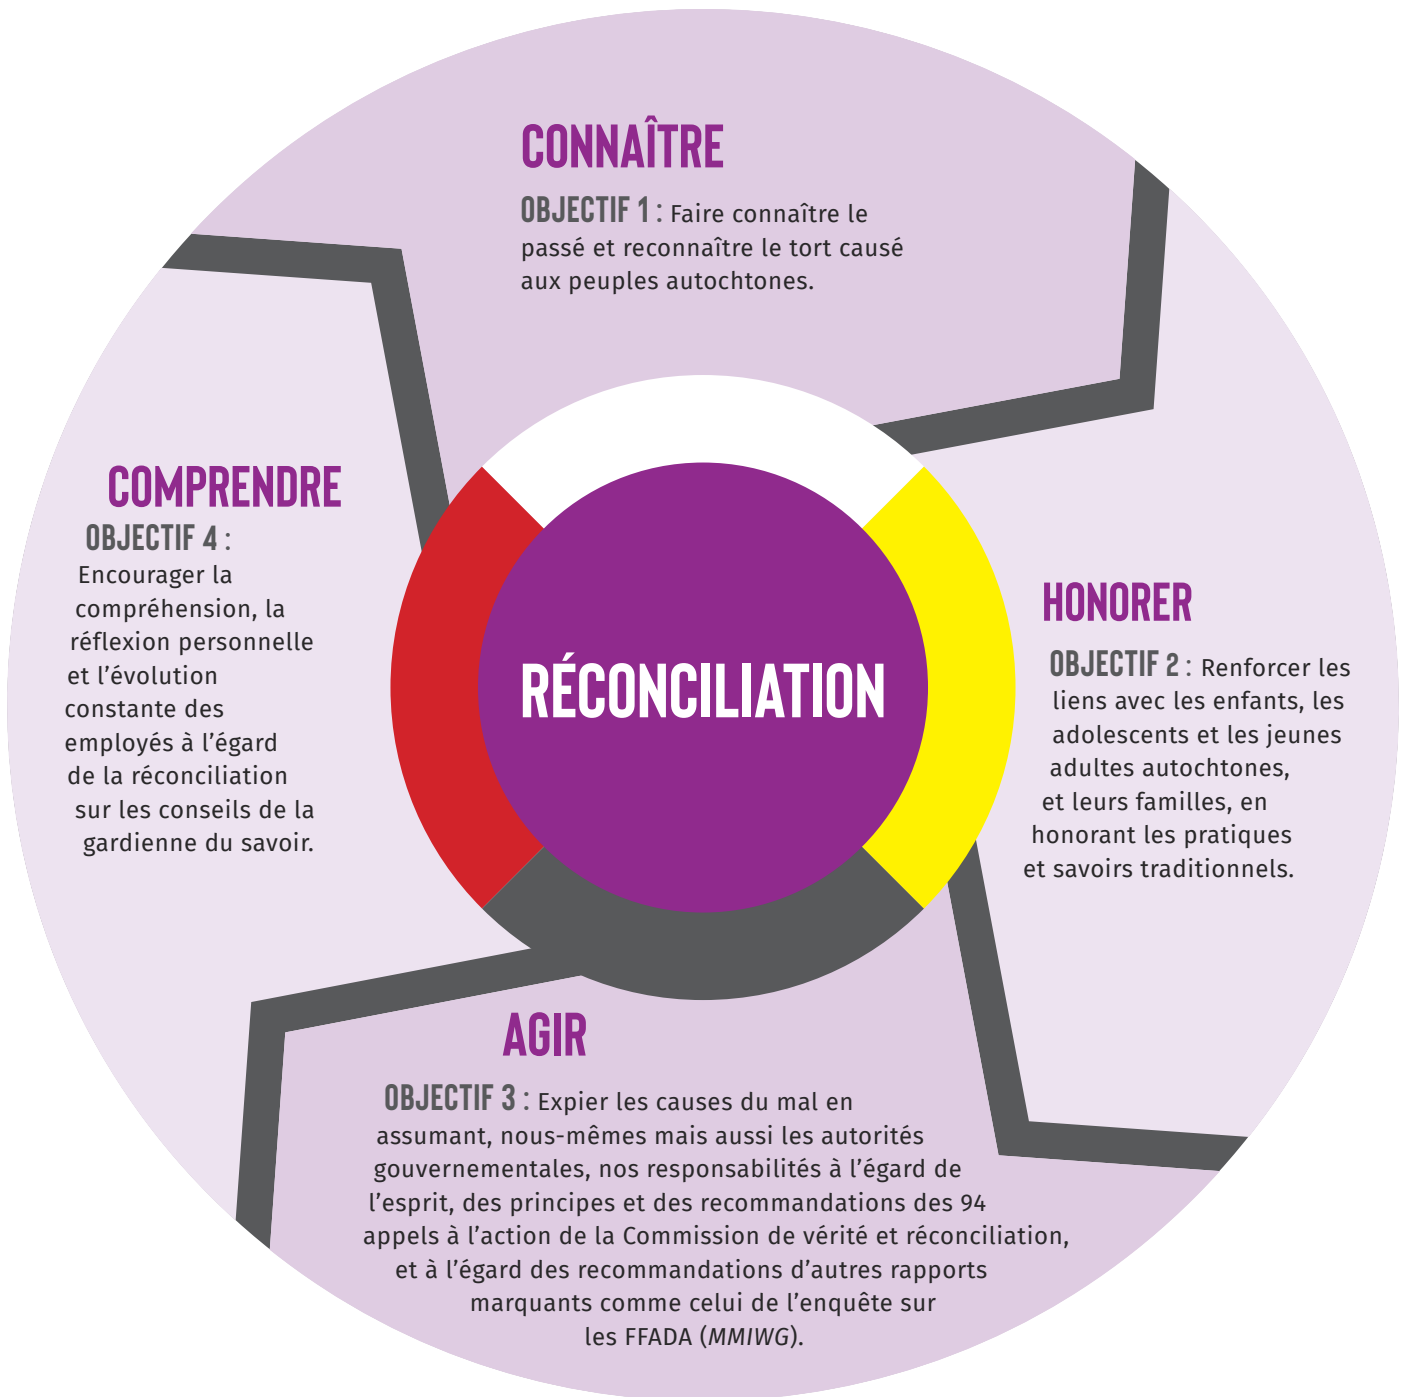 CONNAÎTRE
OBJECTIF 1 : Faire connaître le
passé et reconnaître le tort causé
aux peuples autochtones.
HONORER
OBJECTIF 2 : Renforcer les
liens avec les enfants, les
adolescents et les jeunes
adultes autochtones,
et leurs familles, en
honorant les pratiques
et savoirs traditionnels.
AGIR
OBJECTIF 3 : Expier les causes du mal en
assumant, nous-mêmes mais aussi les autorités
gouvernementales, nos responsabilités à l’égard de
l’esprit, des principes et des recommandations des 94
appels à l’action de la Commission de vérité et réconciliation,
et à l’égard des recommandations d’autres rapports
marquants comme celui de l’enquête sur
les FFADA (MMIWG).
COMPRENDRE
OBJECTIF 4 :
Encourager la
compréhension, la
réflexion personnelle
et l’évolution
constante des
employés à l’égard
de la réconciliation
sur les conseils de la
gardienne du savoir.
RÉCONCILIATION